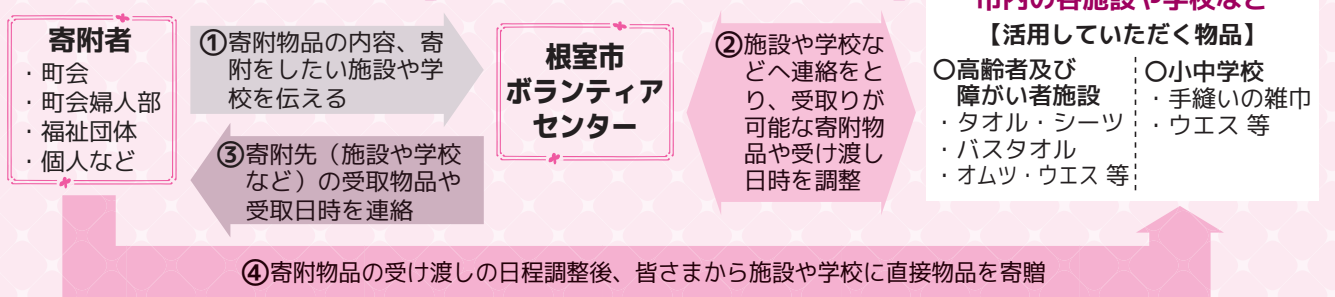 寄附者
・町会
・町会婦人部
・福祉団体
・個人など
①寄附物品の内容、寄
附をしたい施設や学
校を伝える
③寄附先（施設や学校
など）の受取物品や
受取日時を連絡
根室市
ボランティア
センター
②施設や学校な
どへ連絡をと
り、受取りが
可能な寄附物
品や受け渡し
日時を調整
市内の各施設や学校など
【活用していただく物品】
〇高齢者及び
障がい者施設
・タオル・シーツ
・バスタオル
・オムツ・ウエス 等
〇小中学校
・手縫いの雑巾
・ウエス 等
④寄附物品の受け渡しの日程調整後、皆さまから施設や学校に直接物品を寄贈